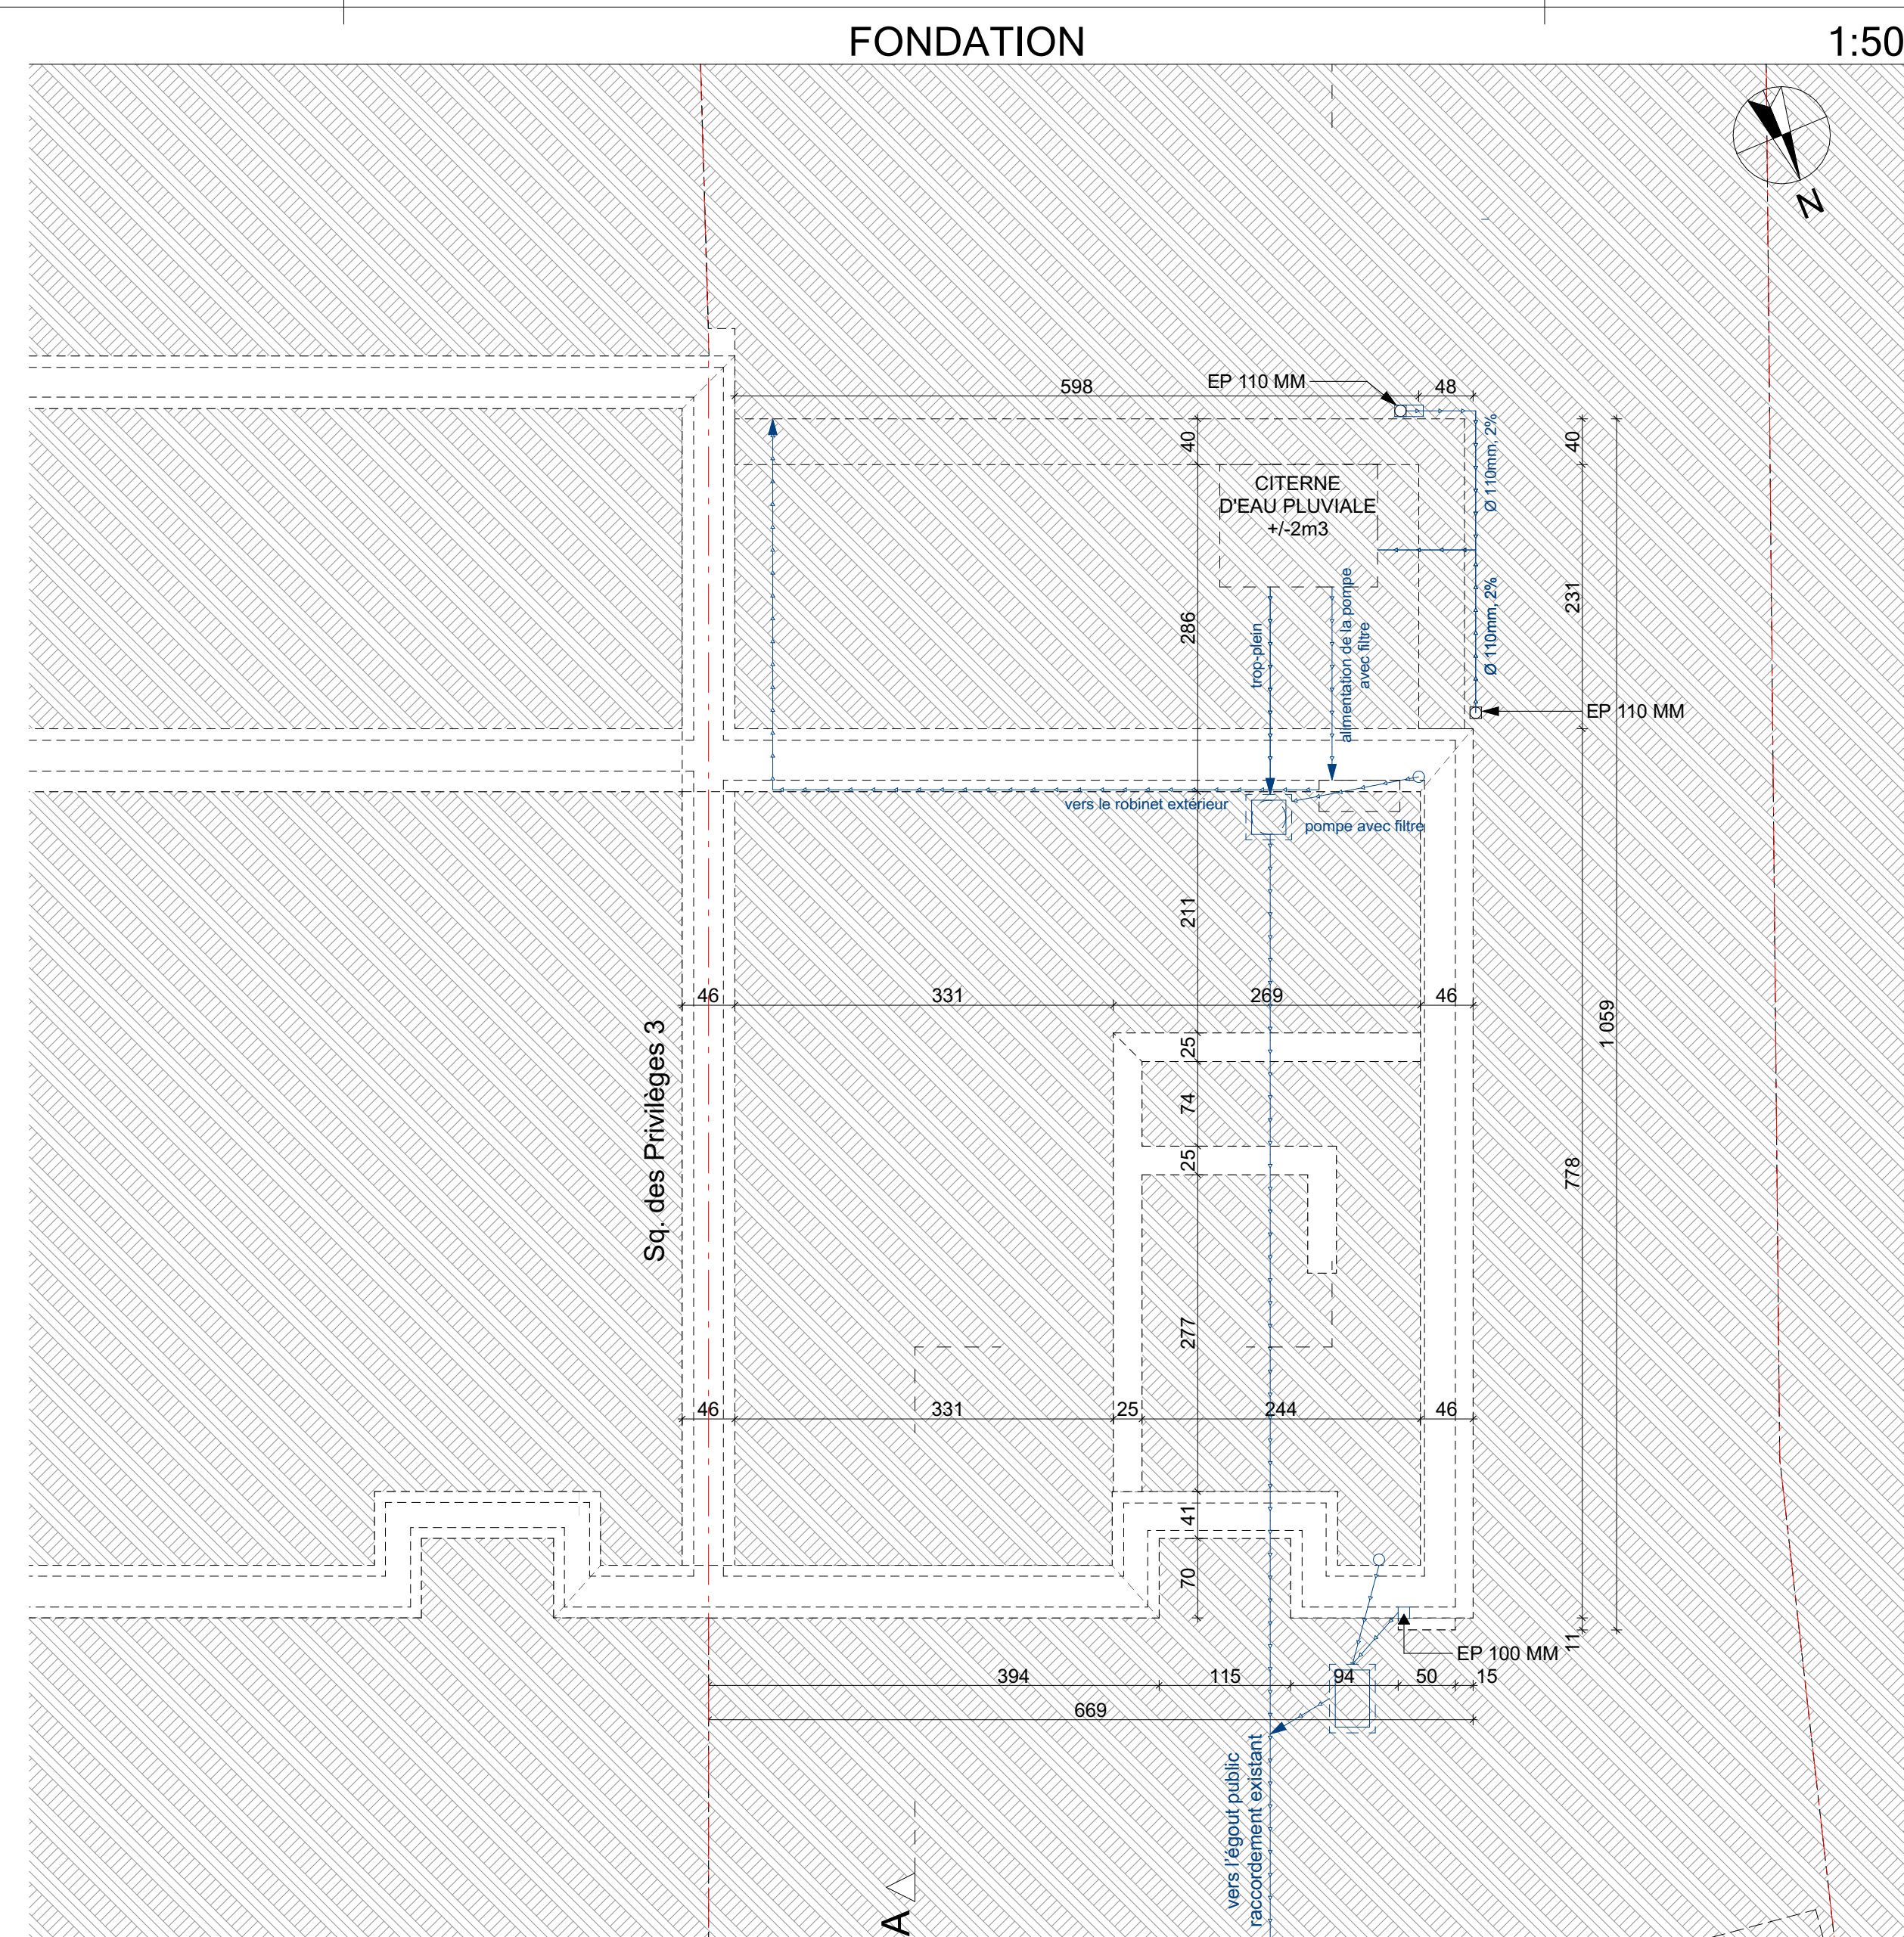 FONDATION
1:50
N
598
EP 110 MM
48
40
40
Ø 110mm, 2%
CITERNE
D'EAU PLUVIALE
+/-2m3
286
trop-plein
alimentation de la pompe
avec filtre
Ø 110mm, 2%
231
EP 110 MM
vers le robinet extérieur
pompe avec filtre
211
46
331
269
46
Sq. des Privilèges 3
25
1 059
74
25
778
277
46
331
25
244
46
41
70
11
EP 100 MM
394
115
94
50
15
669
vers l'égout public
raccordement existant
A